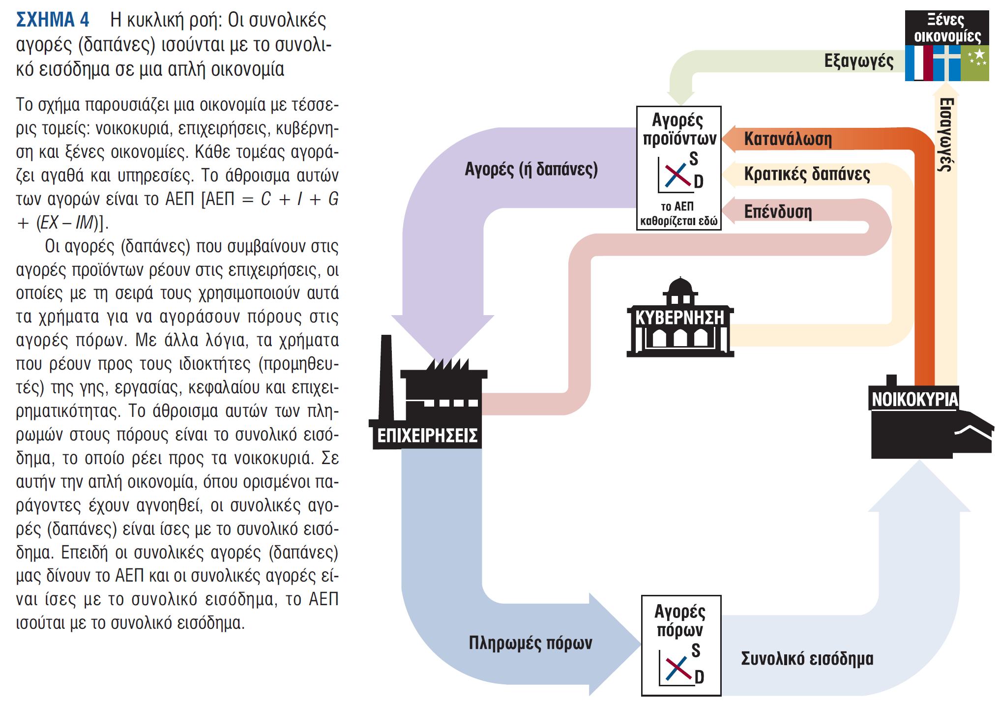 ΣΧΗΜΑ 4 Η κυκλική ροή: Οι συνολικές
αγορές (δαπάνες) ισούνται με το συνολι-
κό εισόδημα σε μια απλή οικονομία
Το σχήμα παρουσιάζει μια οικονομία με τέσσε-
ρις τομείς: νοικοκυριά, επιχειρήσεις, κυβέρνη-
ση και ξένες οικονομίες. Κάθε τομέας αγορά-
ζει αγαθά και υπηρεσίες. Το άθροισμα αυτών
των αγορών είναι το ΑΕΠ [ΑΕΠ = C + I + G
+ (EX – IM)].
Οι αγορές (δαπάνες) που συμβαίνουν στις
αγορές προϊόντων ρέουν στις επιχειρήσεις, οι
οποίες με τη σειρά τους χρησιμοποιούν αυτά
τα χρήματα για να αγοράσουν πόρους στις
αγορές πόρων. Με άλλα λόγια, τα χρήματα
που ρέουν προς τους ιδιοκτήτες (προμηθευ-
τές) της γης, εργασίας, κεφαλαίου και επιχει-
ρηματικότητας. Το άθροισμα αυτών των πλη-
ρωμών στους πόρους είναι το συνολικό εισό-
δημα, το οποίο ρέει προς τα νοικοκυριά. Σε
αυτήν την απλή οικονομία, όπου ορισμένοι πα-
ράγοντες έχουν αγνοηθεί, οι συνολικές αγο-
ρές (δαπάνες) είναι ίσες με το συνολικό εισό-
δημα. Επειδή οι συνολικές αγορές (δαπάνες)
μας δίνουν το ΑΕΠ και οι συνολικές αγορές εί-
ναι ίσες με το συνολικό εισόδημα, το ΑΕΠ
ισούται με το συνολικό εισόδημα.
Ξένες
οικονομίες
Εξαγωγές
Εισαγωγές
Αγορές
προϊόντων
S
D
το ΑΕΠ
καθορίζεται εδώ
Κατανάλωση
Κρατικές δαπάνες
Επένδυση
Αγορές (ή δαπάνες)
ΚΥΒΕΡΝΗΣΗ
ΝΟΙΚΟΚΥΡΙΑ
ΕΠΙΧΕΙΡΗΣΕΙΣ
Πληρωμές πόρων
Αγορές
πόρων
S
D
Συνολικό εισόδημα